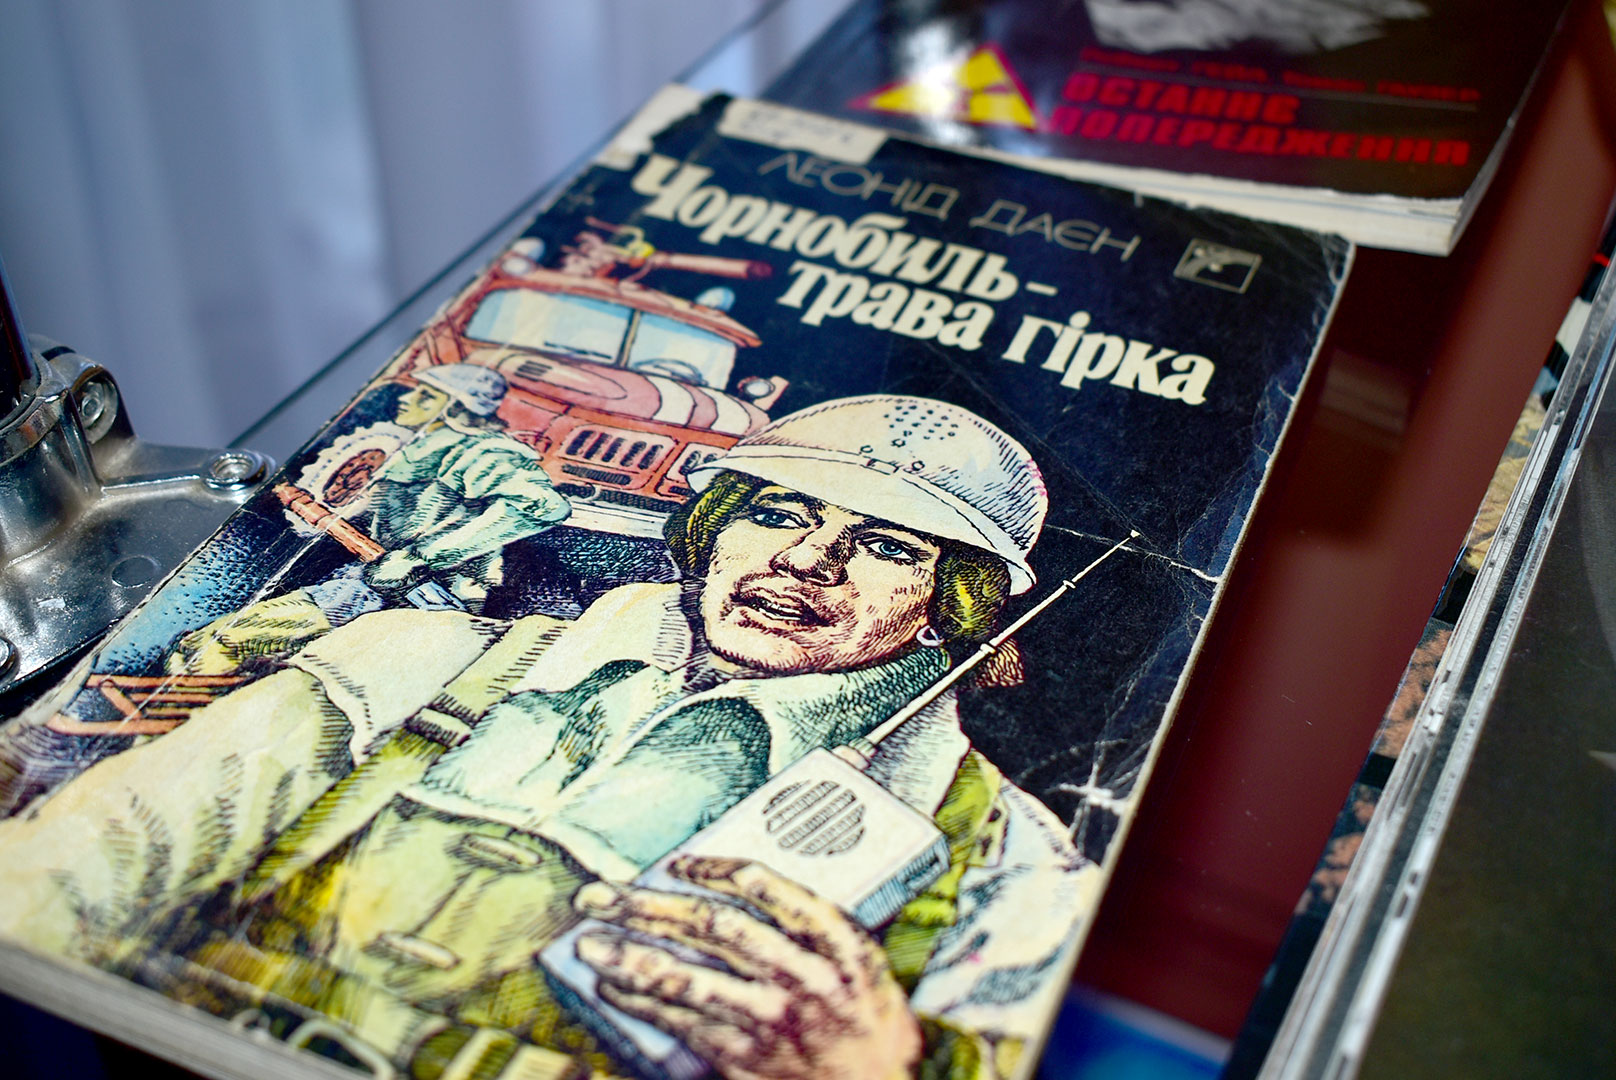 ОСТАННЄ
ПОПЕРЕДЖЕННЯ
ЛЕОНІД ДАЄН
Чорнобиль –
трава гірка